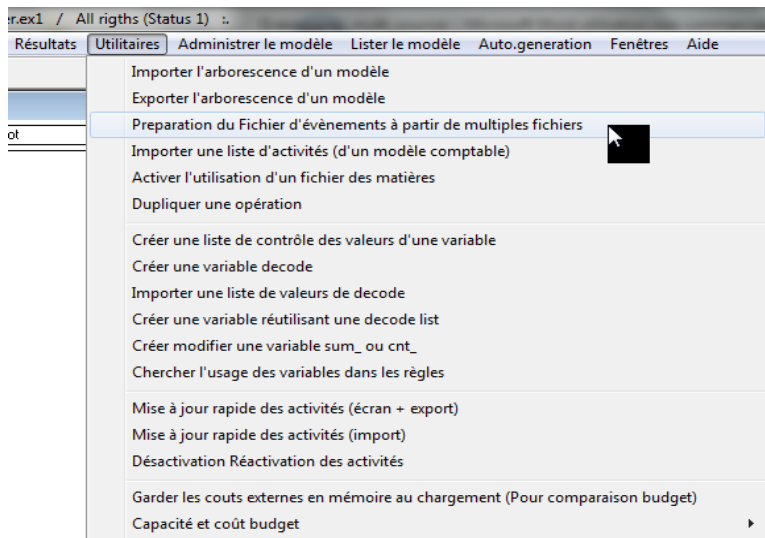 er.ex1 / All rigths (Status 1) :.
Résultats Utilitaires Administrer le modèle Lister le modèle Auto.generation Fenêtres Aide
Importer l'arborescence d'un modèle
Exporter l'arborescence d'un modèle
Preparation du Fichier d'évènements à partir de multiples fichiers
ot
Importer une liste d'activités (d'un modèle comptable)
Activer l'utilisation d'un fichier des matières
Dupliquer une opération
Créer une liste de contrôle des valeurs d'une variable
Créer une variable decode
Importer une liste de valeurs de decode
Créer une variable réutilisant une decode list
Créer modifier une variable sum_ ou cnt_
Chercher l'usage des variables dans les règles
Mise à jour rapide des activités (écran + export)
Mise à jour rapide des activités (import)
Désactivation Réactivation des activités
Garder les couts externes en mémoire au chargement (Pour comparaison budget)
Capacité et coût budget